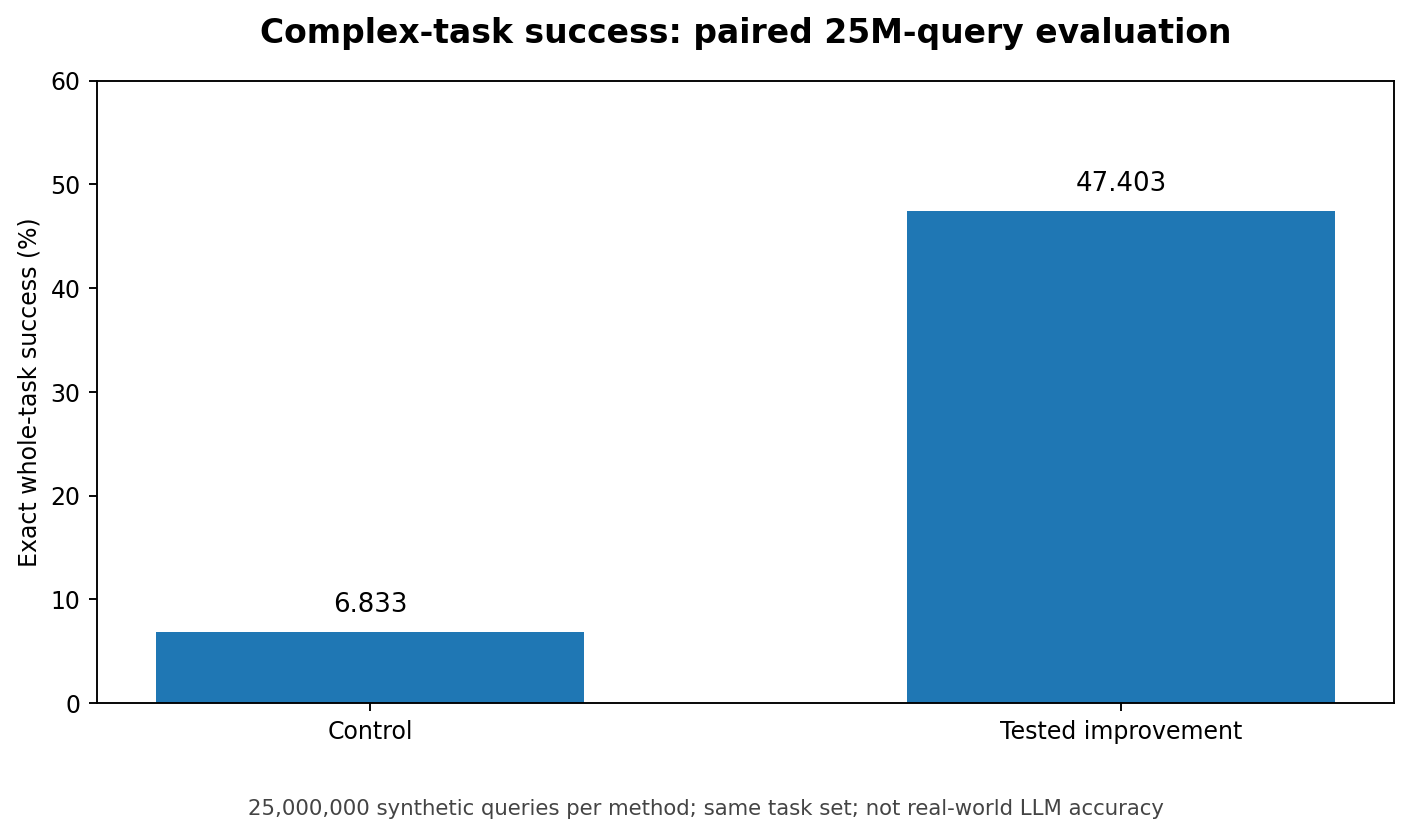 Complex-task success: paired 25M-query evaluation
60
50
40
30
20
10
0
Exact whole-task success (%)
6.833
47.403
Control
Tested improvement
25,000,000 synthetic queries per method; same task set; not real-world LLM accuracy